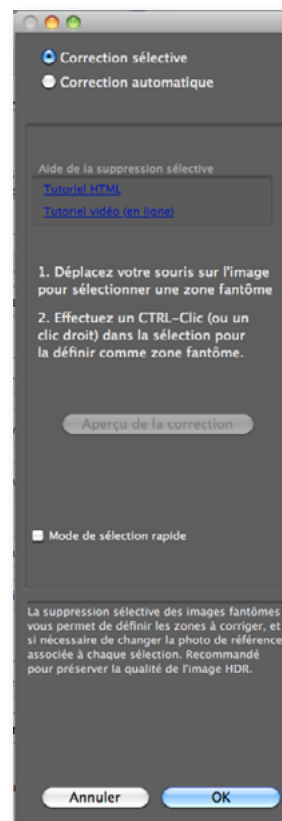 Correction sélective
Correction automatique
Aide de la suppression sélective
Tutoriel HTML
Tutoriel vidéo (en ligne)
1. Déplacez votre souris sur l'image
pour sélectionner une zone fantôme
2. Effectuez un CTRL-Clic (ou un
clic droit) dans la sélection pour
la définir comme zone fantôme.
Aperçu de la correction
Mode de sélection rapide
La suppression sélective des images fantômes
vous permet de définir les zones à corriger, et
si nécessaire de changer la photo de référence
associée à chaque sélection. Recommandé
pour préserver la qualité de l'image HDR.
Annuler
OK